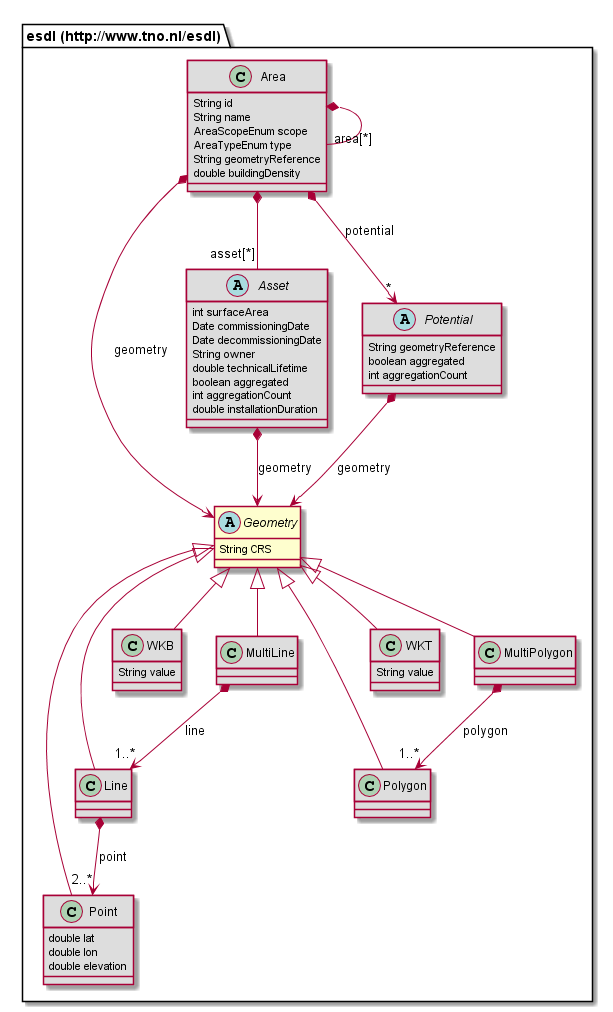 esdl (http://www.tno.nl/esdl)
C Area
String id
String name
AreaScopeEnum scope
AreaTypeEnum type
String geometryReference
double buildingDensity
area[*]
potential
asset[*]
*
A Asset
int surfaceArea
Date commissioningDate
Date decommissioningDate
String owner
double technicalLifetime
boolean aggregated
int aggregationCount
double installationDuration
A Potential
String geometryReference
boolean aggregated
int aggregationCount
geometry
geometry
geometry
A Geometry
String CRS
C WKB
String value
C MultiLine
C WKT
String value
C MultiPolygon
line
polygon
1..*
1..*
C Line
C Polygon
point
2..*
C Point
double lat
double lon
double elevation